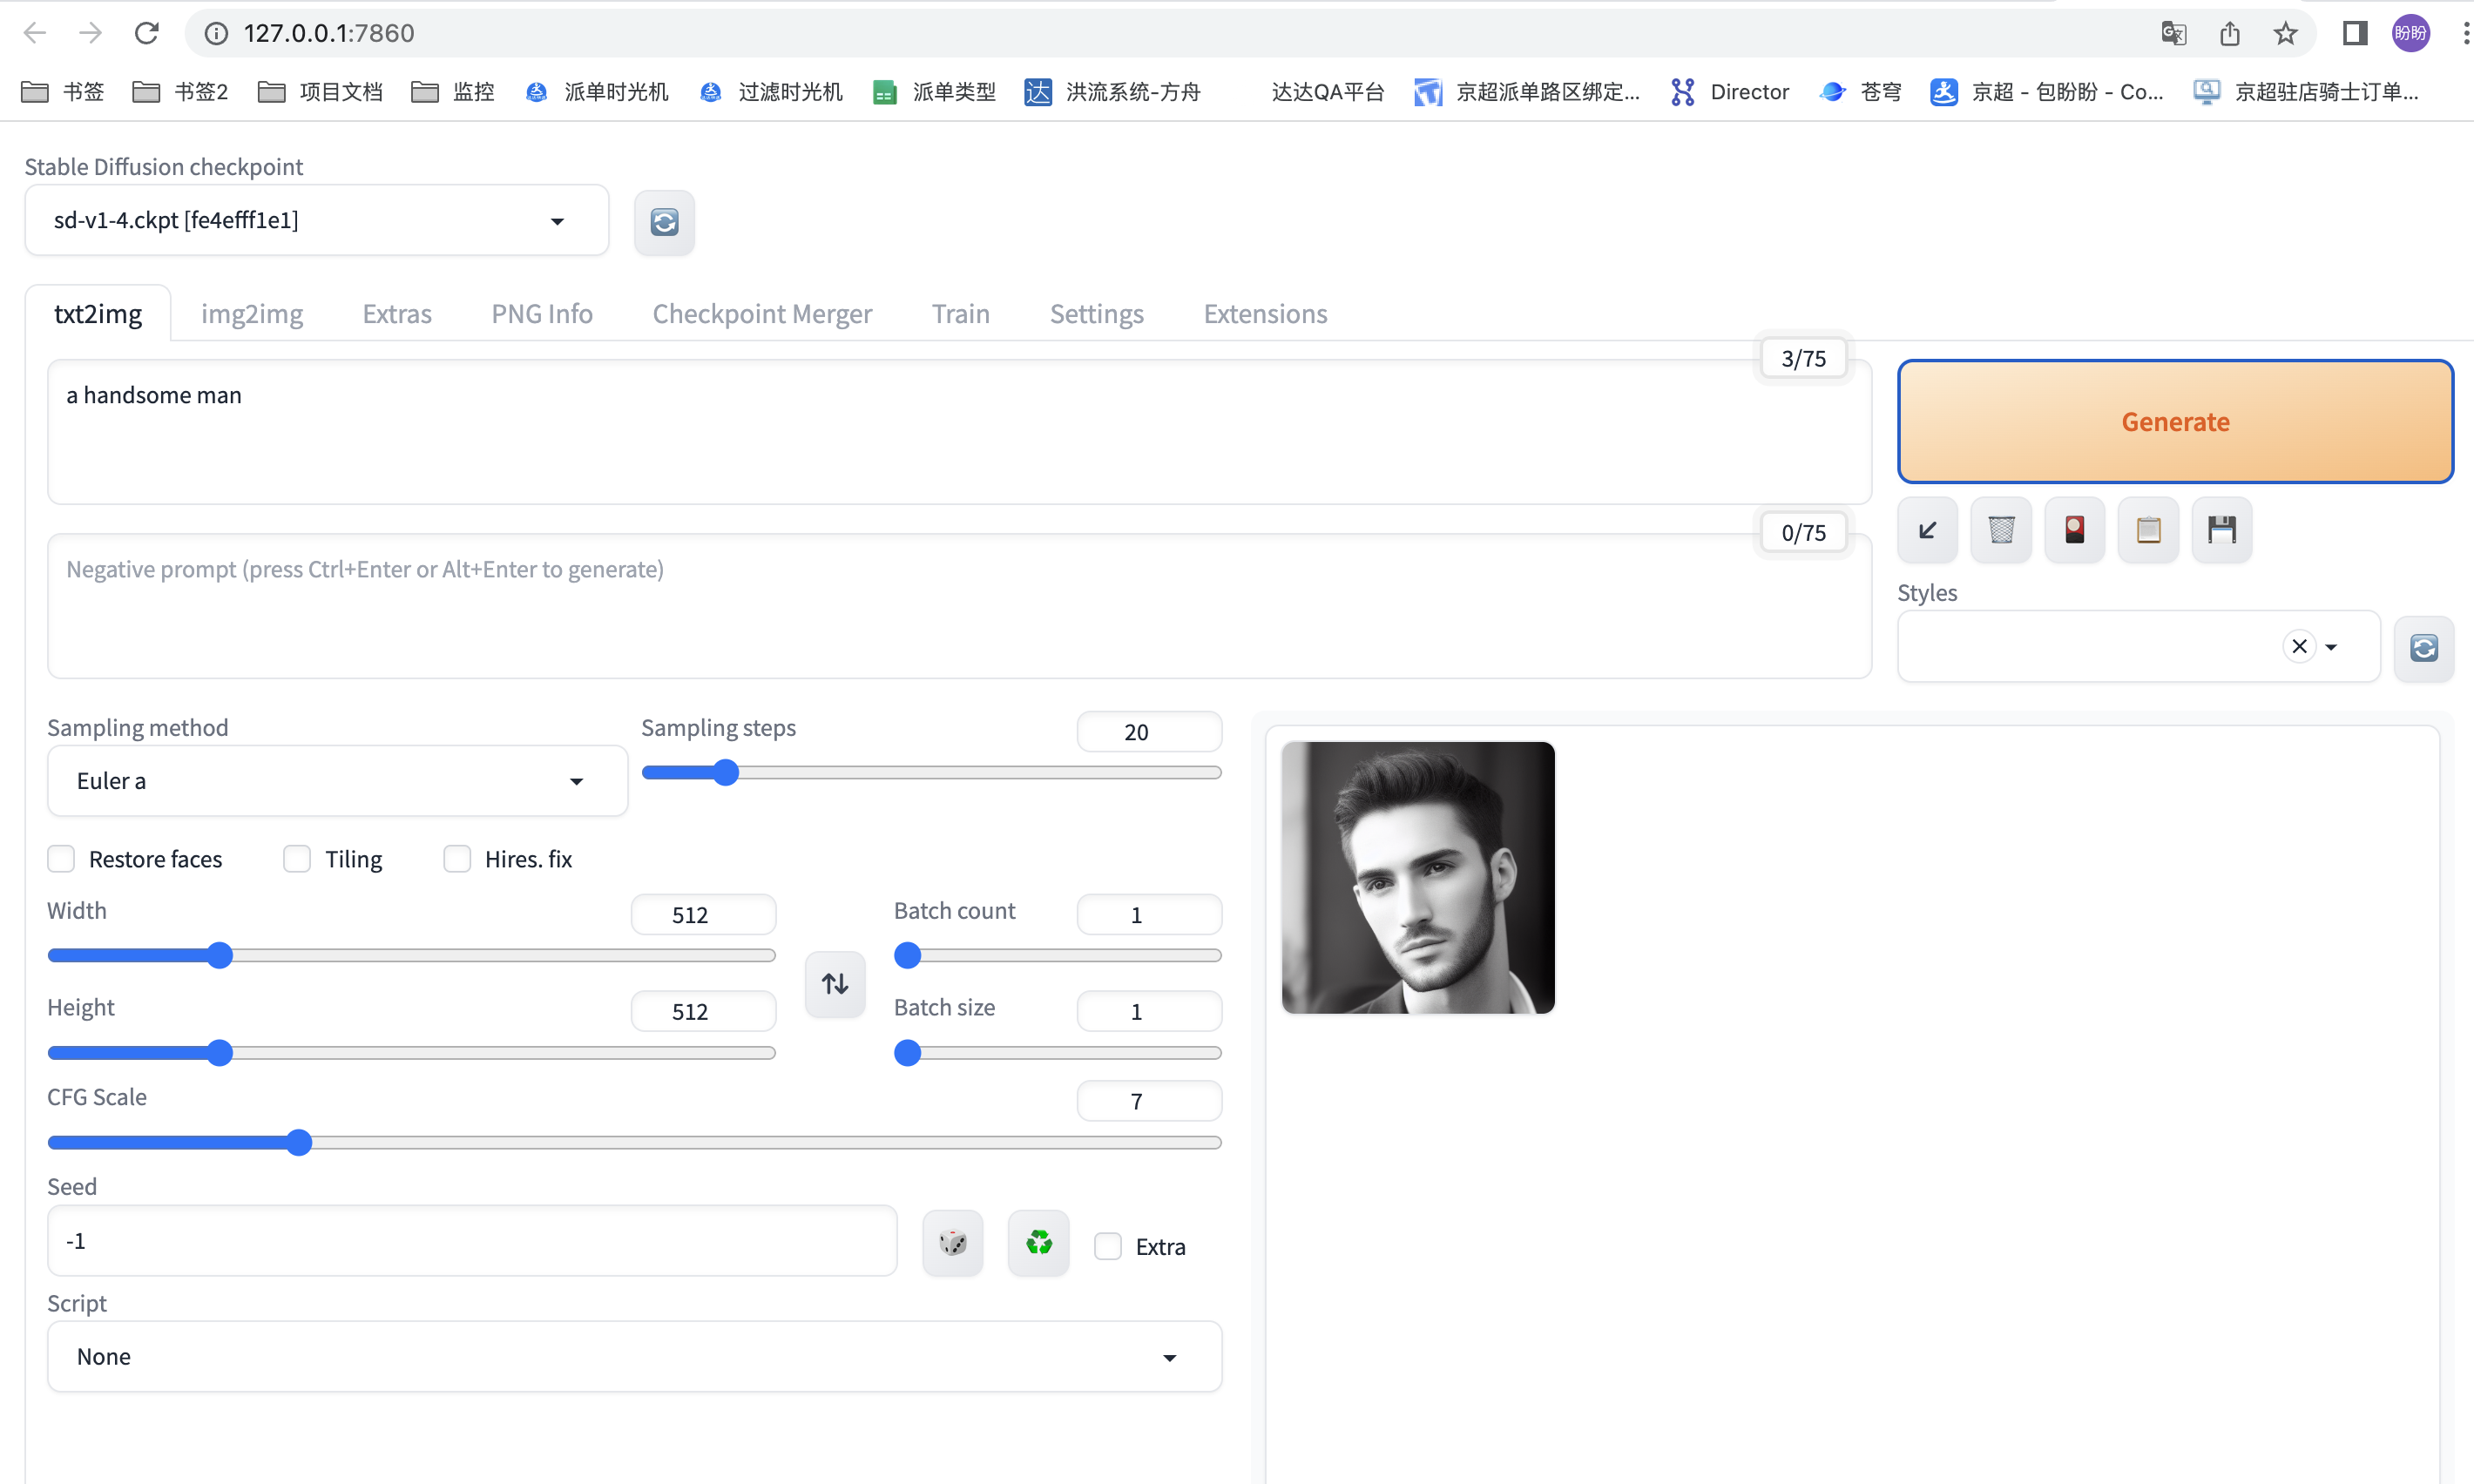 127.0.0.1:7860
盼盼
书签 书签2 项目文档 监控 派单时光机 过滤时光机 派单类型 达 洪流系统-方舟 达达QA平台 京超派单路区绑定... Director 苍穹 京超 - 包盼盼 - Co... 京超驻店骑士订单...
Stable Diffusion checkpoint
sd-v1-4.ckpt [fe4efff1e1]
txt2img img2img Extras PNG Info Checkpoint Merger Train Settings Extensions
3/75
a handsome man
Generate
0/75
Negative prompt (press Ctrl+Enter or Alt+Enter to generate)
Styles
Sampling method
Euler a
Sampling steps
20
Restore faces Tiling Hires. fix
Width
512
Batch count
1
Height
512
Batch size
1
CFG Scale
7
Seed
-1
Extra
Script
None